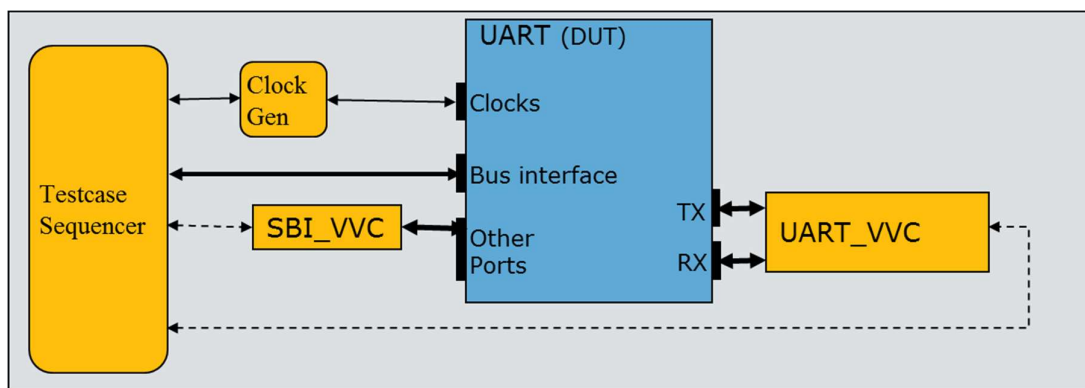 UART (DUT)
Clock
Gen
Clocks
Bus interface
Testcase
Sequencer
SBI_VVC
Other
Ports
TX
RX
UART_VVC